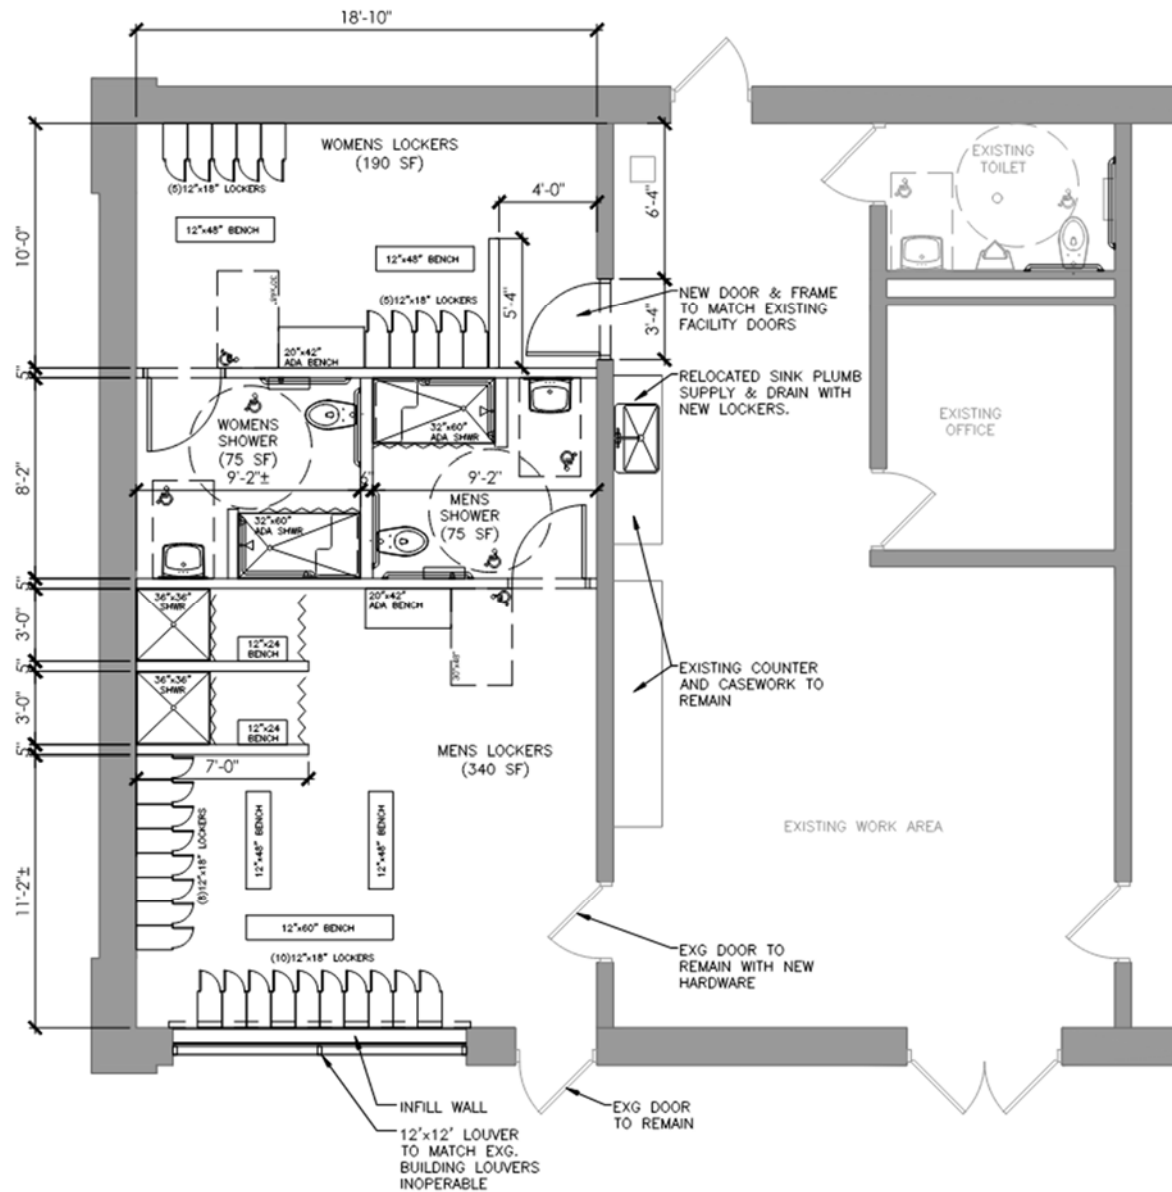 18'-10"
WOMENS LOCKERS
(190 SF)
(5)12"x18" LOCKERS
4'-0"
6'-4"
EXISTING
TOILET
12"x48" BENCH
10'-0"
12"x48" BENCH
30"x48"
(5)12"x18" LOCKERS
5'-4"
3'-4"
NEW DOOR & FRAME
TO MATCH EXISTING
FACILITY DOORS
20"x42"
ADA BENCH
5"
RELOCATED SINK PLUMB
SUPPLY & DRAIN WITH
NEW LOCKERS.
EXISTING
OFFICE
WOMENS
SHOWER
(75 SF)
9'-2"±
32"x60"
ADA SHWR
8'-2"
6"
9'-2"
MENS
SHOWER
(75 SF)
32"x60"
ADA SHWR
5"
36"x36"
SHWR
20"x42"
ADA BENCH
3'-0"
12"x24
BENCH
30"x48"
5"
EXISTING COUNTER
AND CASEWORK TO
REMAIN
36"x36"
SHWR
3'-0"
12"x24
BENCH
5"
MENS LOCKERS
(340 SF)
7'-0"
EXISTING WORK AREA
12"x48" BENCH
12"x48" BENCH
(8)12"x18" LOCKERS
11'-2"±
12"x60" BENCH
(10)12"x18" LOCKERS
EXG DOOR TO
REMAIN WITH NEW
HARDWARE
INFILL WALL
EXG DOOR
TO REMAIN
12'x12' LOUVER
TO MATCH EXG.
BUILDING LOUVERS
INOPERABLE